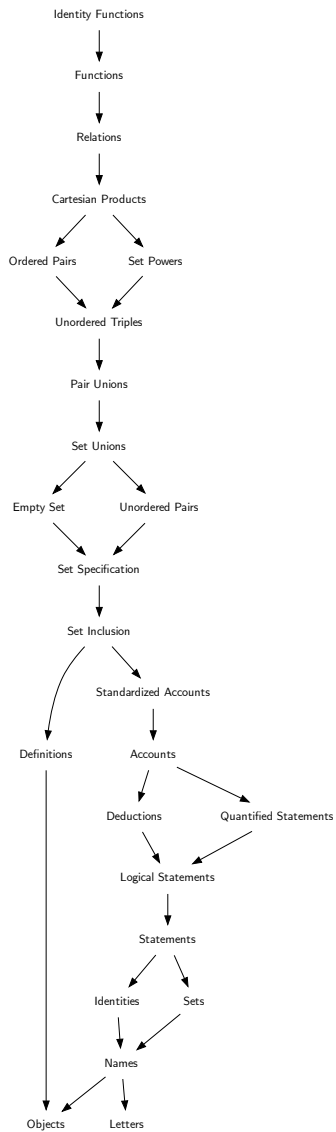 Identity Functions
Functions
Relations
Cartesian Products
Ordered Pairs
Set Powers
Unordered Triples
Pair Unions
Set Unions
Empty Set
Unordered Pairs
Set Specification
Set Inclusion
Standardized Accounts
Definitions
Accounts
Deductions
Quantified Statements
Logical Statements
Statements
Identities
Sets
Names
Objects
Letters